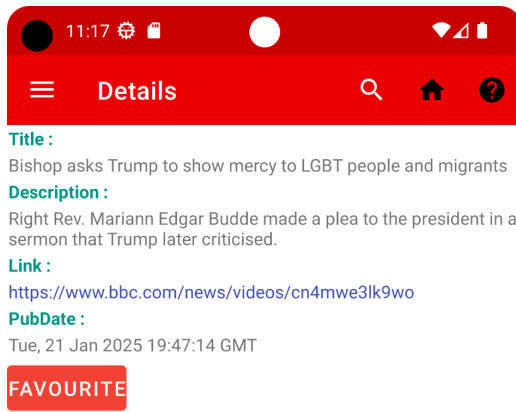 11:17
Details
Title :
Bishop asks Trump to show mercy to LGBT people and migrants
Description :
Right Rev. Mariann Edgar Budde made a plea to the president in a
sermon that Trump later criticised.
Link :
https://www.bbc.com/news/videos/cn4mwe3lk9wo
PubDate :
Tue, 21 Jan 2025 19:47:14 GMT
FAVOURITE